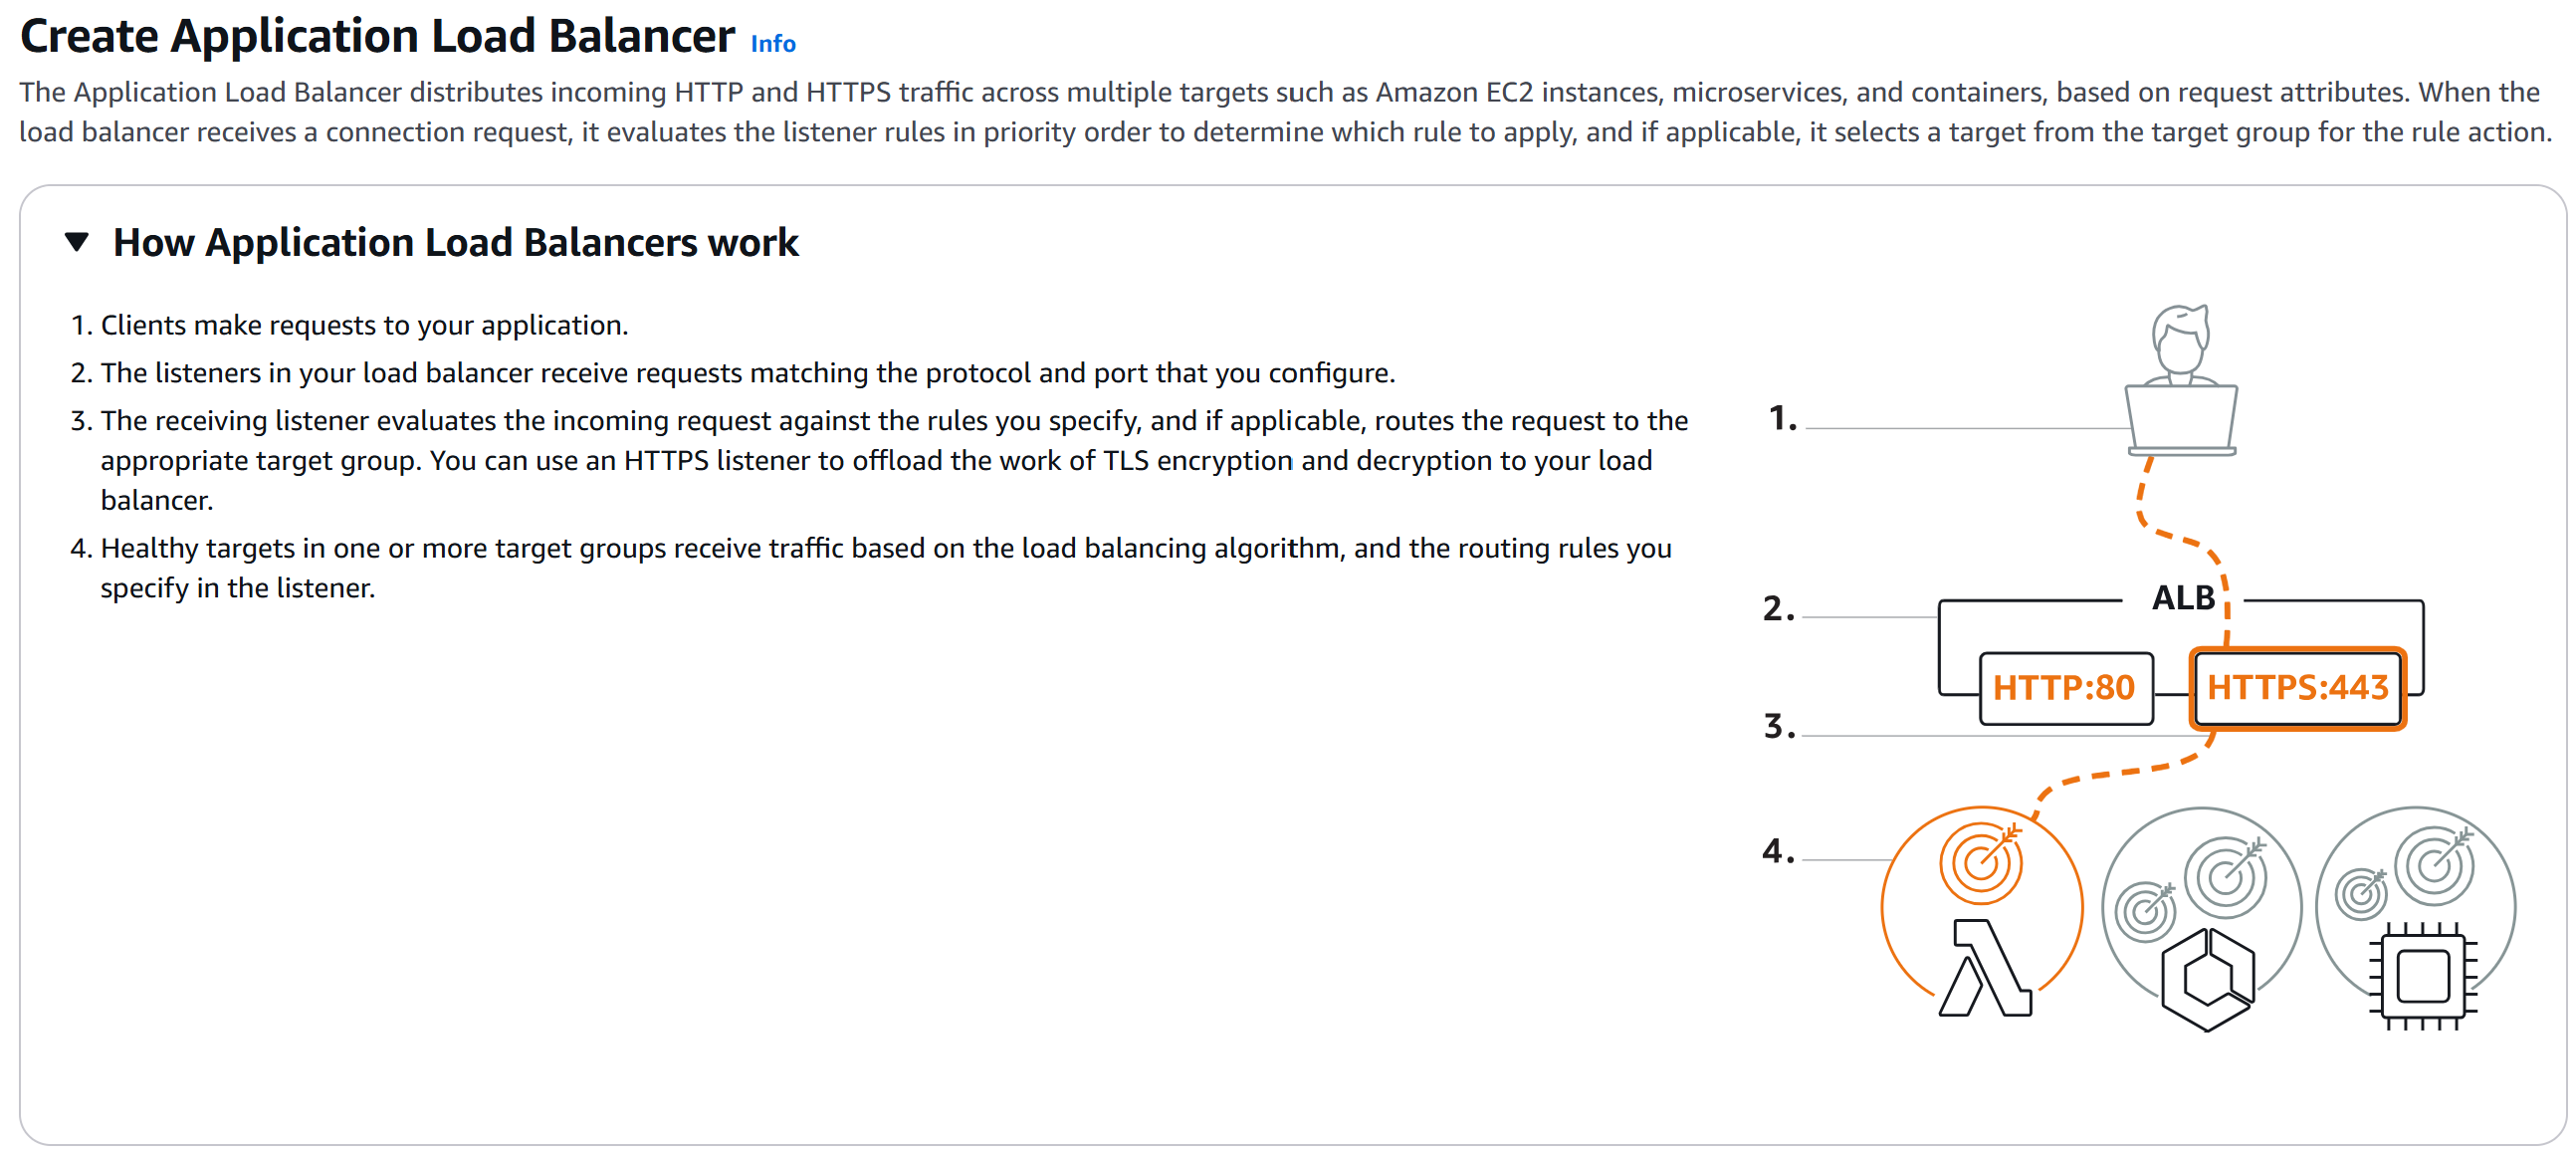 Create Application Load Balancer Info
The Application Load Balancer distributes incoming HTTP and HTTPS traffic across multiple targets such as Amazon EC2 instances, microservices, and containers, based on request attributes. When the
load balancer receives a connection request, it evaluates the listener rules in priority order to determine which rule to apply, and if applicable, it selects a target from the target group for the rule action.
How Application Load Balancers work
1. Clients make requests to your application.
2. The listeners in your load balancer receive requests matching the protocol and port that you configure.
3. The receiving listener evaluates the incoming request against the rules you specify, and if applicable, routes the request to the
appropriate target group. You can use an HTTPS listener to offload the work of TLS encryption and decryption to your load
balancer.
4. Healthy targets in one or more target groups receive traffic based on the load balancing algorithm, and the routing rules you
specify in the listener.
1.
2.
ALB
HTTP:80
HTTPS:443
3.
4.